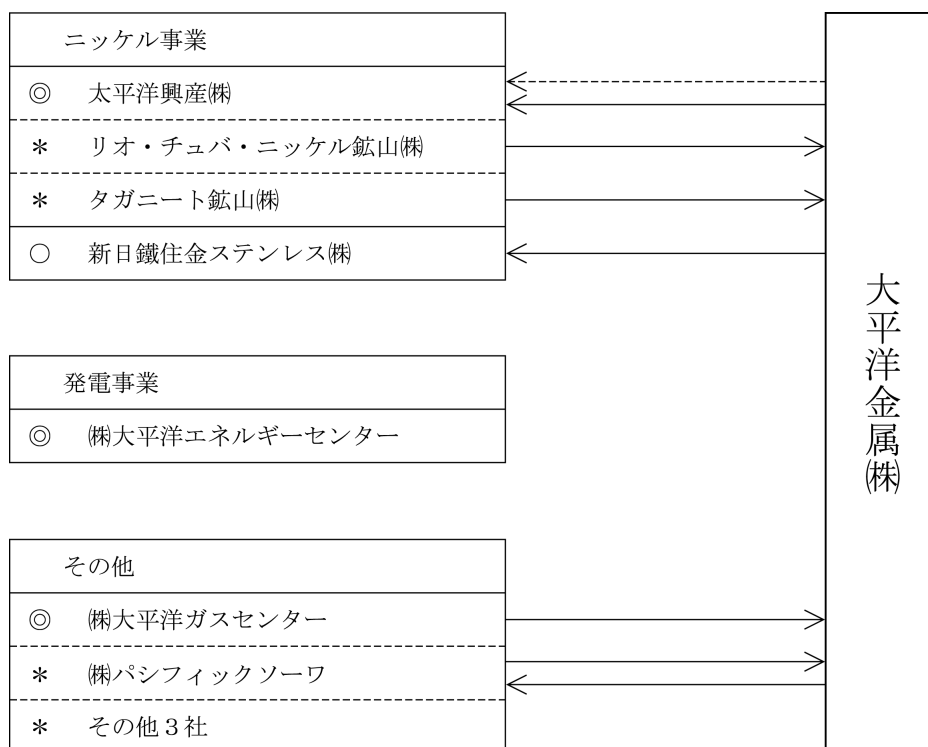 ニッケル事業
◎ 太平洋興産㈱
＊ リオ・チュバ・ニッケル鉱山㈱
＊ タガニート鉱山㈱
○ 新日鐵住金ステンレス㈱
発電事業
◎ ㈱大平洋エネルギーセンター
その他
◎ ㈱大平洋ガスセンター
＊ ㈱パシフィックソーワ
＊ その他３社
大平洋金属㈱